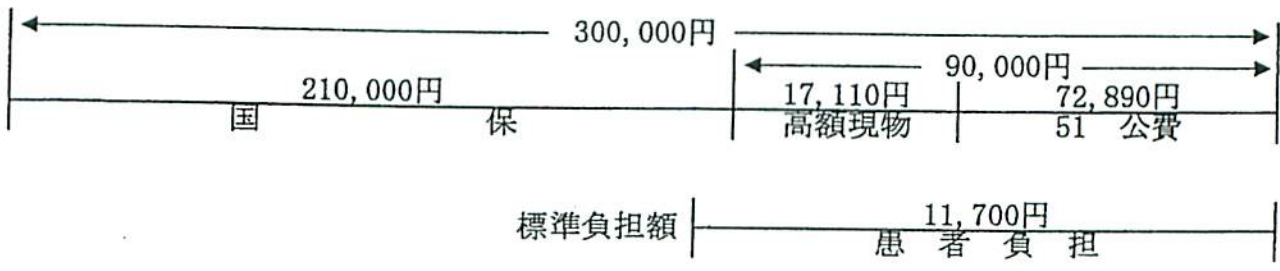 300,000円
90,000円
210,000円 17,110円 72,890円
国保 高額現物 51 公費
標準負担額 11,700円
患者負担